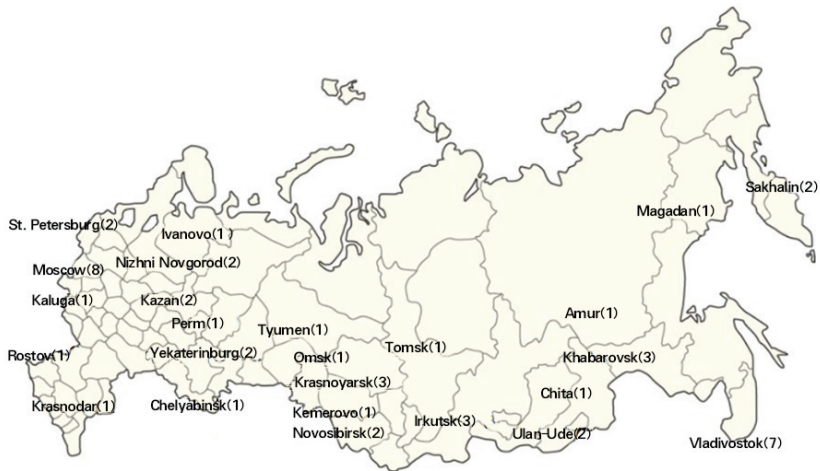 Sakhalin(2)
Magadan(1)
St. Petersburg(2)
Ivanovo(1 )
Nizhni Novgorod(2)
Moscow(8)
Kaluga(1)
Kazan(2)
Amur(1)
Perm(1)
Tyumen(1)
Tomsk(1)
Rostov(1)
Yekaterinburg(2)
Omsk(1)
Khabarovsk(3)
Krasnoyarsk(3)
Chita(1)
Krasnodar(1)
Chelyabinsk(1)
Kemerovo(1)
Irkutsk(3)
Novosibirsk(2)
Ulan-Ude(2)
Vladivostok(7)